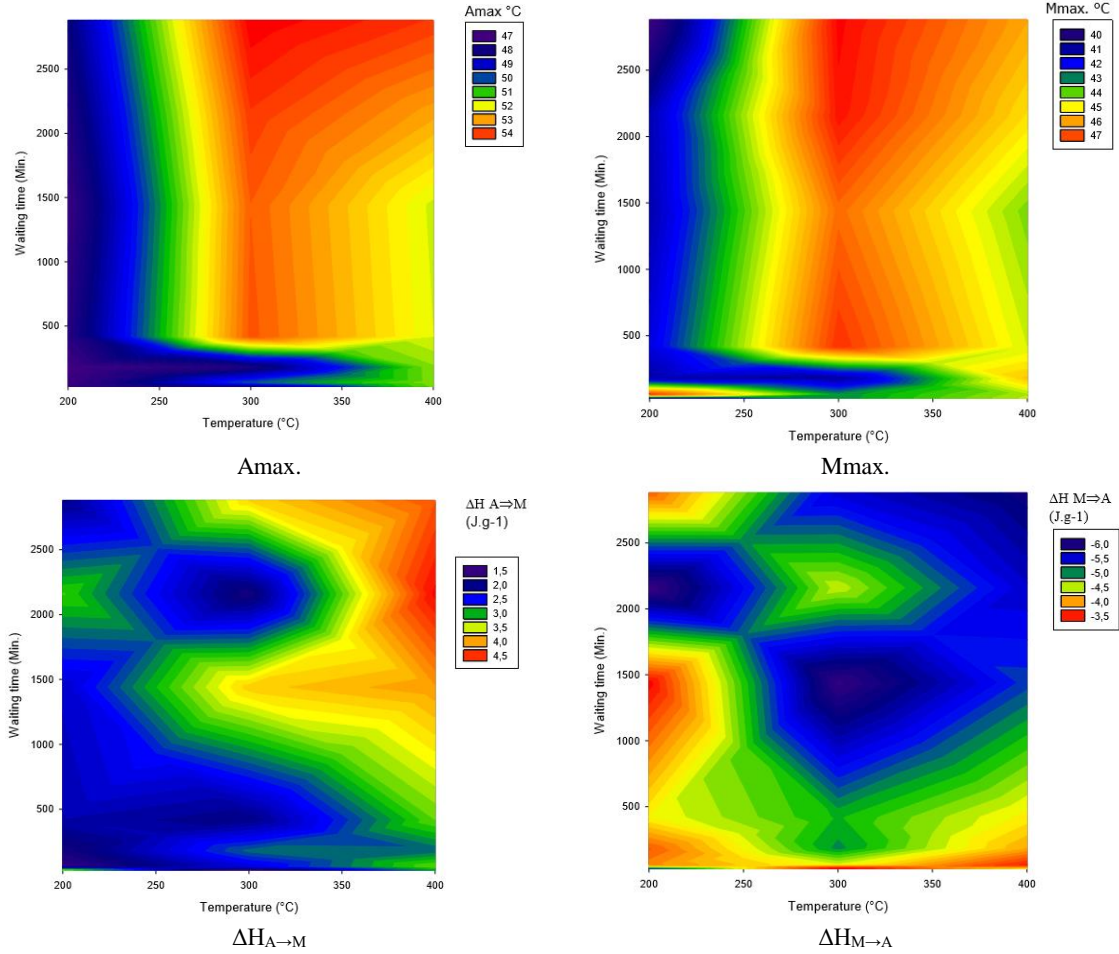 Amax °C
47
48
49
50
51
52
53
54
2500
2000
1500
1000
500
Waiting time (Min.)
200 250 300 350 400
Temperature (°C)
Amax.
Mmax. ºC
40
41
42
43
44
45
46
47
2500
2000
1500
1000
500
Waiting time (Min.)
200 250 300 350 400
Temperature (°C)
Mmax.
ΔH A⇒M
(J.g-1)
1,5
2,0
2,5
3,0
3,5
4,0
4,5
2500
2000
1500
1000
500
Waiting time (Min.)
200 250 300 350 400
Temperature (°C)
ΔHA→M
ΔH M⇒A
(J.g-1)
-6,0
-5,5
-5,0
-4,5
-4,0
-3,5
2500
2000
1500
1000
500
Waiting time (Min.)
200 250 300 350 400
Temperature (°C)
ΔHM→A